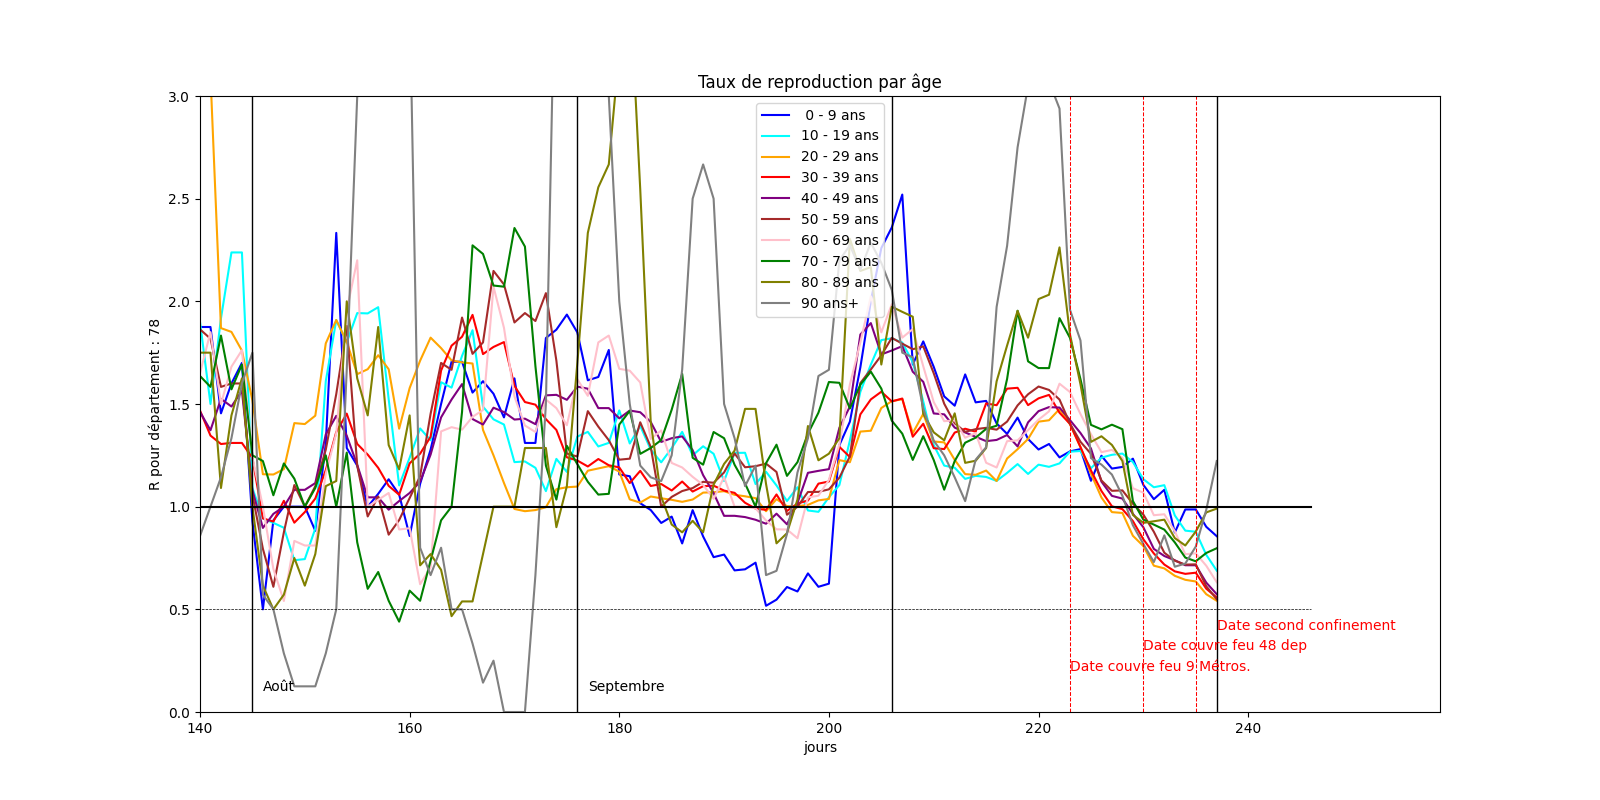 Taux de reproduction par âge
R pour département : 78
3.0
2.5
2.0
1.5
1.0
0.5
0.0
0 - 9 ans
10 - 19 ans
20 - 29 ans
30 - 39 ans
40 - 49 ans
50 - 59 ans
60 - 69 ans
70 - 79 ans
80 - 89 ans
90 ans+
Date second confinement
Date couvre feu 48 dep
Date couvre feu 9 Métros.
Août
Septembre
140
160
180
200
220
240
jours